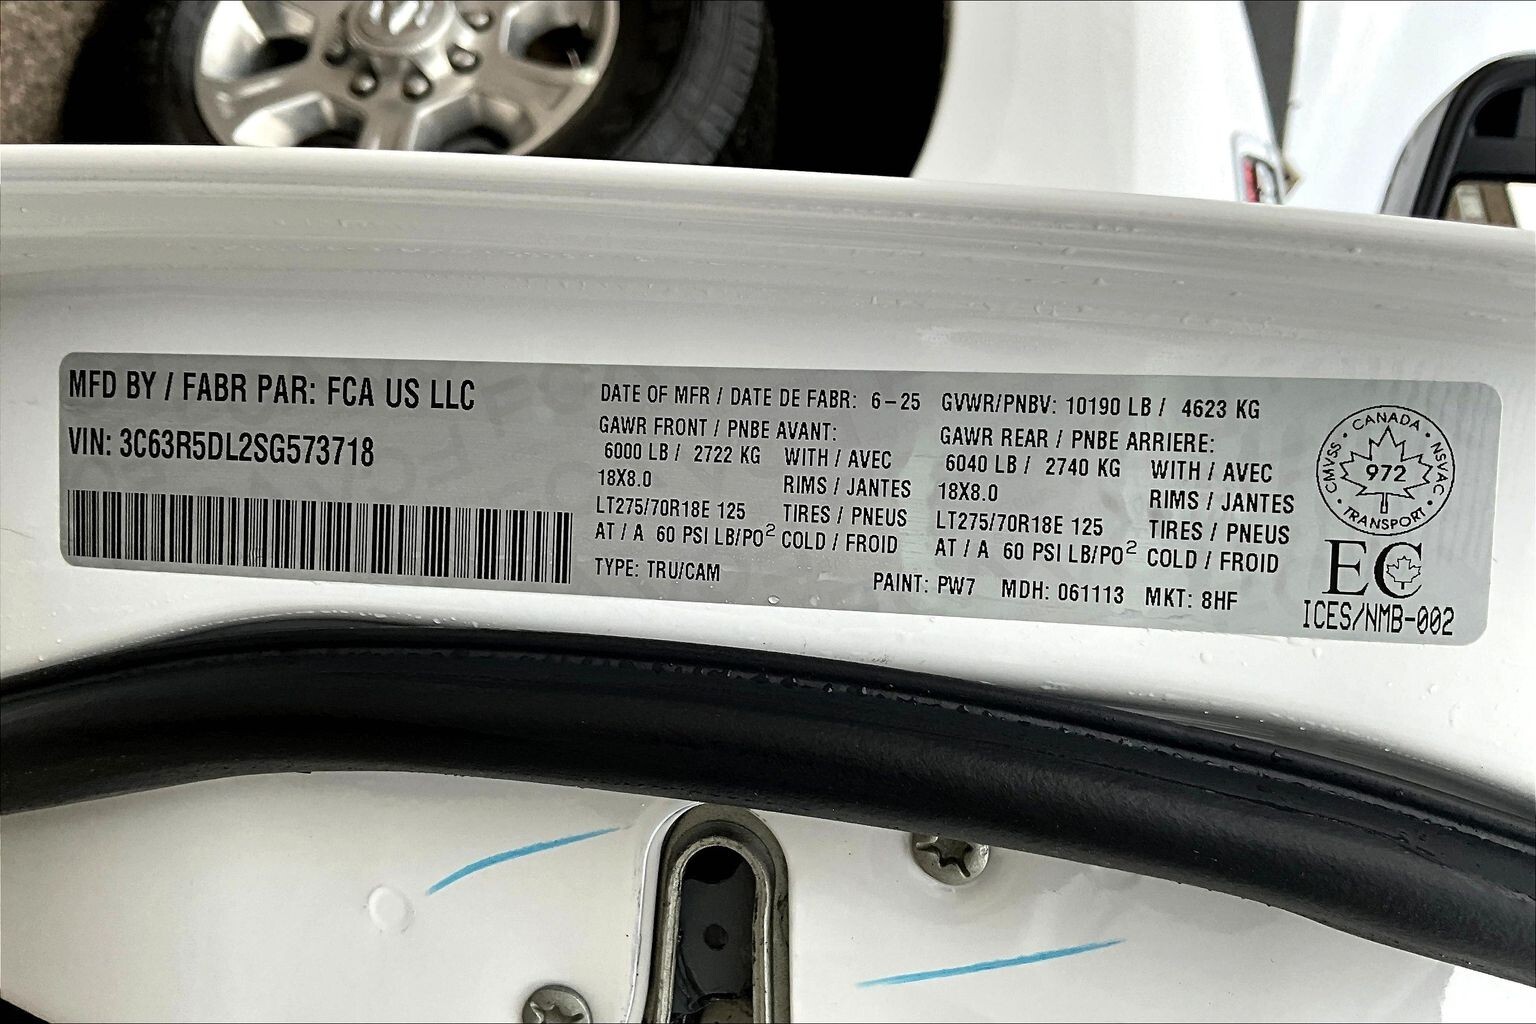 MFD BY / FABR PAR: FCA US LLC
VIN: 3C63R5DL2SG573718
DATE OF MFR / DATE DE FABR: 6-25
GAWR FRONT / PNBE AVANT:
6000 LB / 2722 KG WITH / AVEC
18X8.0 RIMS / JANTES
LT275/70R18E 125 TIRES / PNEUS
AT / A 60 PSI LB/PO² COLD / FROID
TYPE: TRU/CAM
GVWR/PNBV: 10190 LB / 4623 KG
GAWR REAR / PNBE ARRIERE:
6040 LB / 2740 KG WITH / AVEC
18X8.0 RIMS / JANTES
LT275/70R18E 125 TIRES / PNEUS
AT / A 60 PSI LB/PO² COLD / FROID
PAINT: PW7 MDH: 061113 MKT: 8HF
CANADA
CMVSS 972 NSVAC
TRANSPORT
EC
ICES/NMB-002